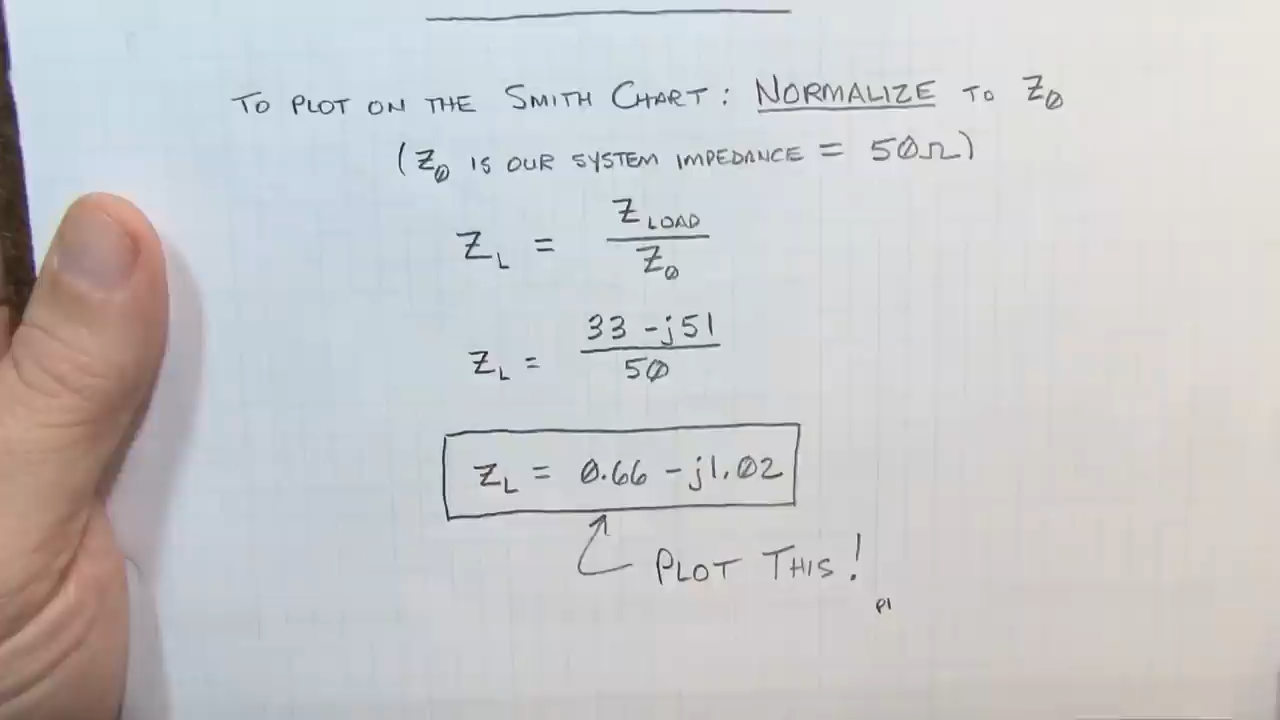 TO PLOT ON THE SMITH CHART: NORMALIZE TO Z0
(Z0 IS OUR SYSTEM IMPEDANCE = 50Ω)
ZL = ZLOAD / Z0
ZL = 33 - j51 / 50
ZL = 0.66 - j1.02
PLOT THIS!
P1